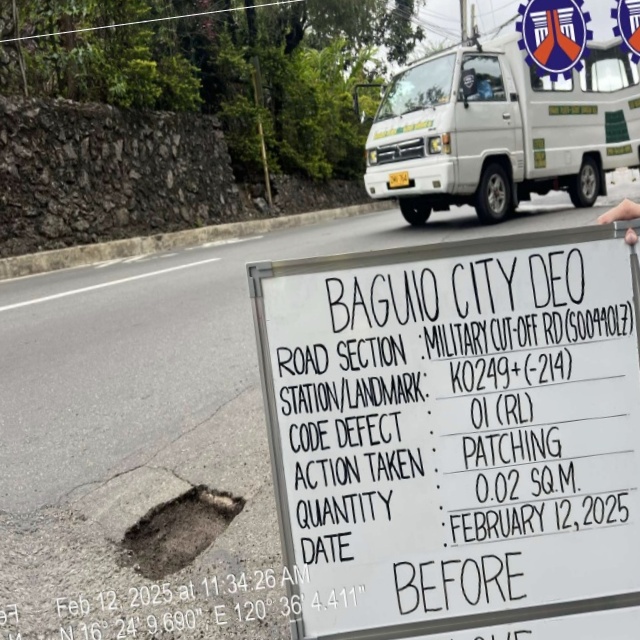 BAGUIO CITY DEO
ROAD SECTION : MILITARY CUT-OFF RD (S00441017)
STATION/LANDMARK: K0249+(-214)
CODE DEFECT : 01 (RL)
ACTION TAKEN : PATCHING
QUANTITY : 0.02 SQ.M.
DATE : FEBRUARY 12, 2025
BEFORE
Feb 12, 2025 at 11:34:26 AM
N 16° 24' 9.690", E 120° 36' 4.411"